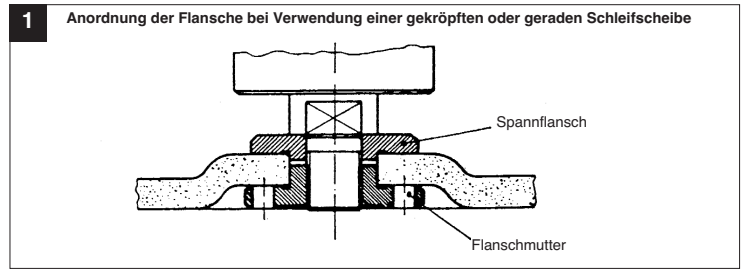 1
Anordnung der Flansche bei Verwendung einer gekröpften oder geraden Schleifscheibe
Spannflansch
Flanschmutter